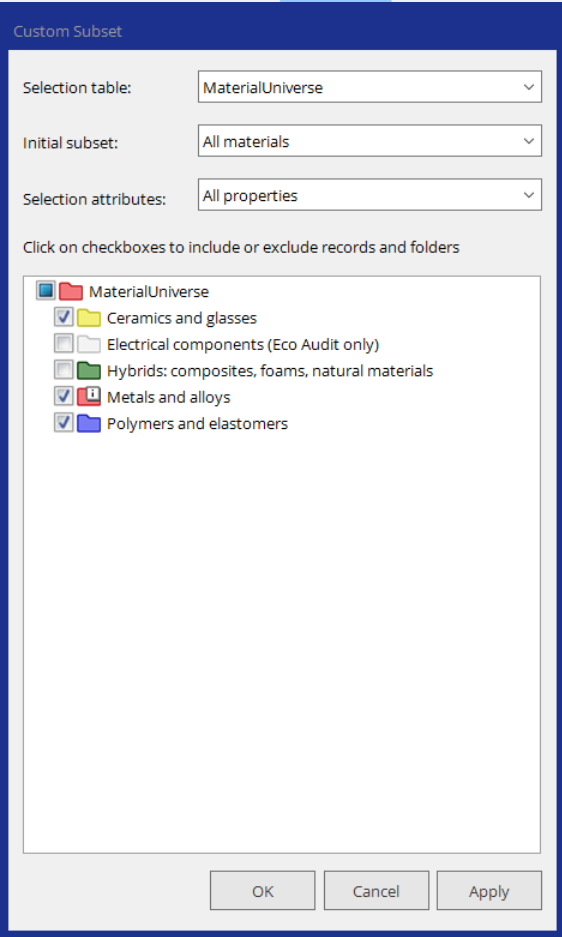 Custom Subset
Selection table: MaterialUniverse
Initial subset: All materials
Selection attributes: All properties
Click on checkboxes to include or exclude records and folders
MaterialUniverse
Ceramics and glasses
Electrical components (Eco Audit only)
Hybrids: composites, foams, natural materials
Metals and alloys
Polymers and elastomers
OK Cancel Apply